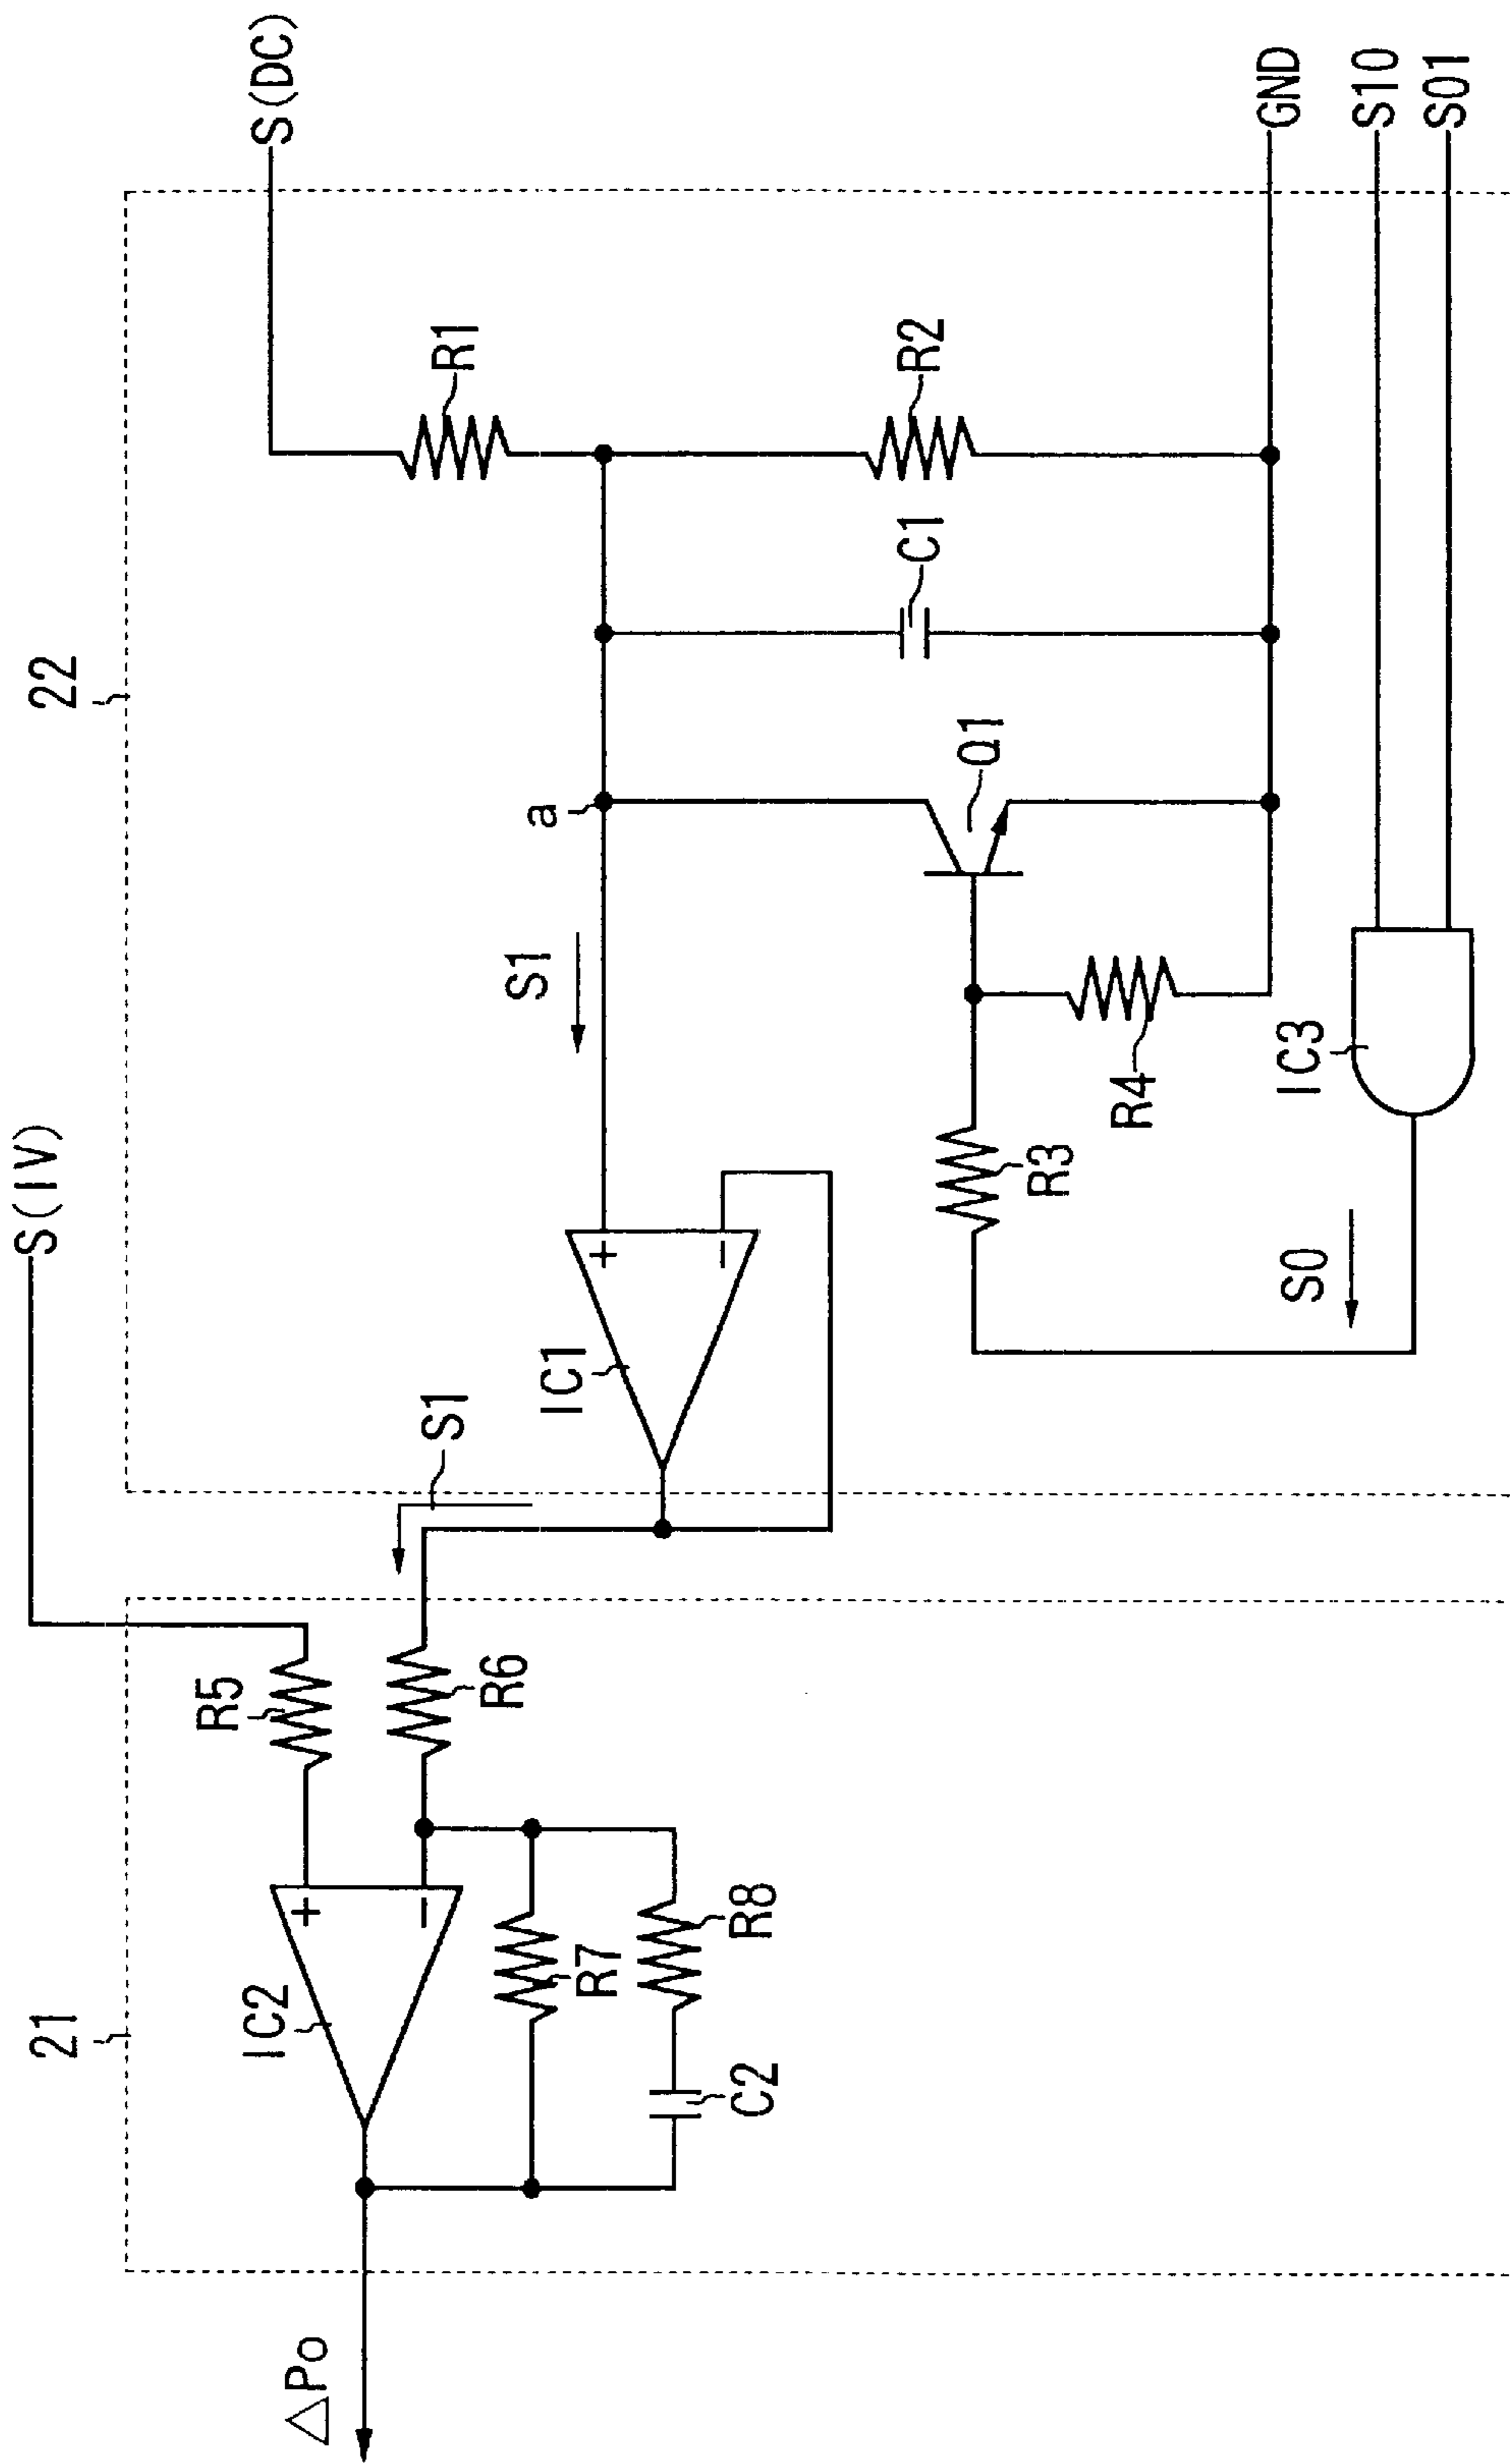 S(DC)
22
R1
R2
C1
GND
S10
S01
a
Q1
S1
S(IV)
R4
IC3
R3
+
−
IC1
S0
S1
R5
R6
21
IC2
+
−
R7
R8
C2
△Po